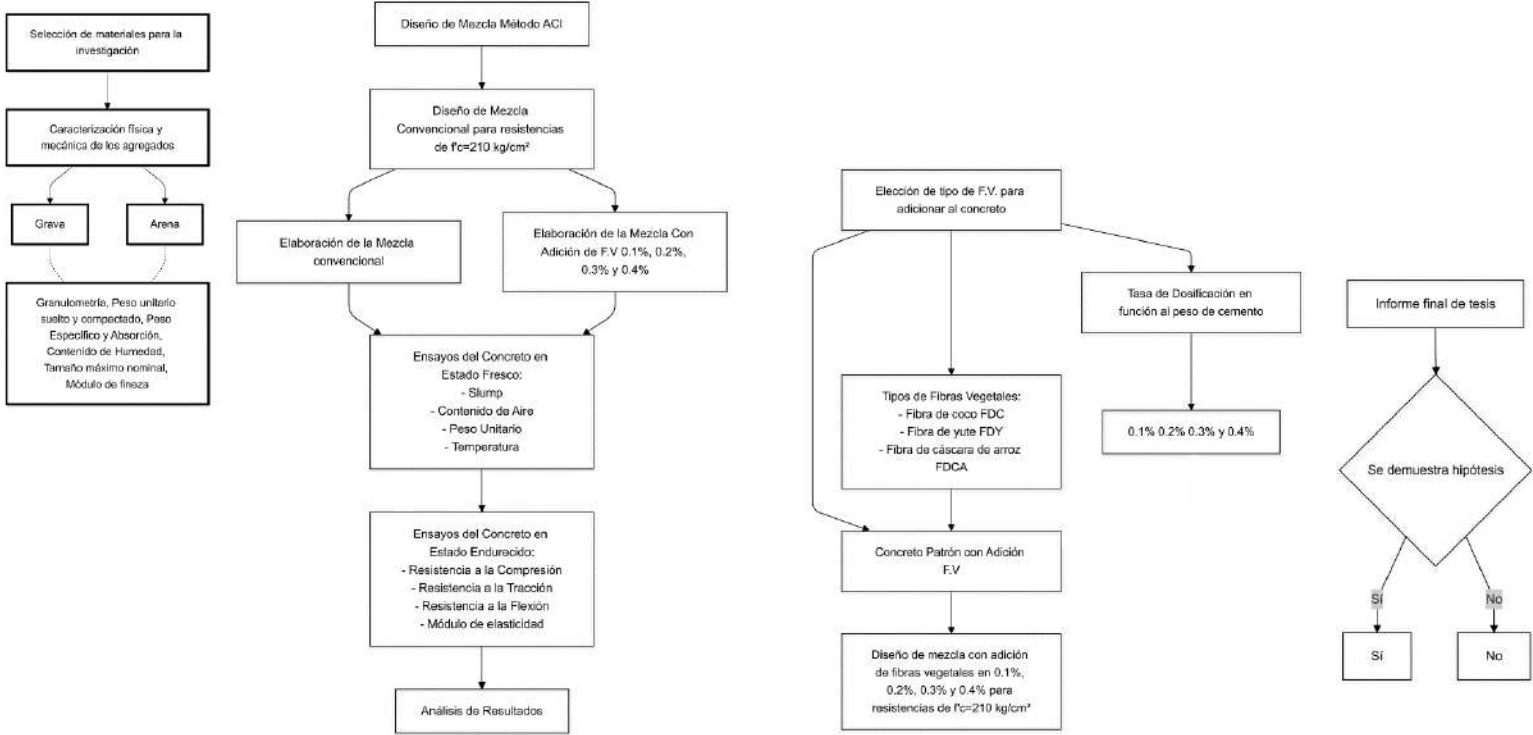 Selección de materiales para la
investigación
Caracterización física y
mecánica de los agregados
Grava
Arena
Granulometría, Peso unitario
suelto y compactado, Peso
Específico y Absorción,
Contenido de Humedad,
Tamaño máximo nominal,
Módulo de fineza
Diseño de Mezcla Método ACI
Diseño de Mezcla
Convencional para resistencias
de f'c=210 kg/cm²
Elaboración de la Mezcla
convencional
Elaboración de la Mezcla Con
Adición de F.V 0.1%, 0.2%,
0.3% y 0.4%
Ensayos del Concreto en
Estado Fresco:
- Slump
- Contenido de Aire
- Peso Unitario
- Temperatura
Ensayos del Concreto en
Estado Endurecido:
- Resistencia a la Compresión
- Resistencia a la Tracción
- Resistencia a la Flexión
- Módulo de elasticidad
Análisis de Resultados
Elección de tipo de F.V. para
adicionar al concreto
Tasa de Dosificación en
función al peso de cemento
0.1% 0.2% 0.3% y 0.4%
Tipos de Fibras Vegetales:
- Fibra de coco FDC
- Fibra de yute FDY
- Fibra de cáscara de arroz
FDCA
Concreto Patrón con Adición
F.V
Diseño de mezcla con adición
de fibras vegetales en 0.1%,
0.2%, 0.3% y 0.4% para
resistencias de f'c=210 kg/cm²
Informe final de tesis
Se demuestra hipótesis
Sí
No
Sí
No